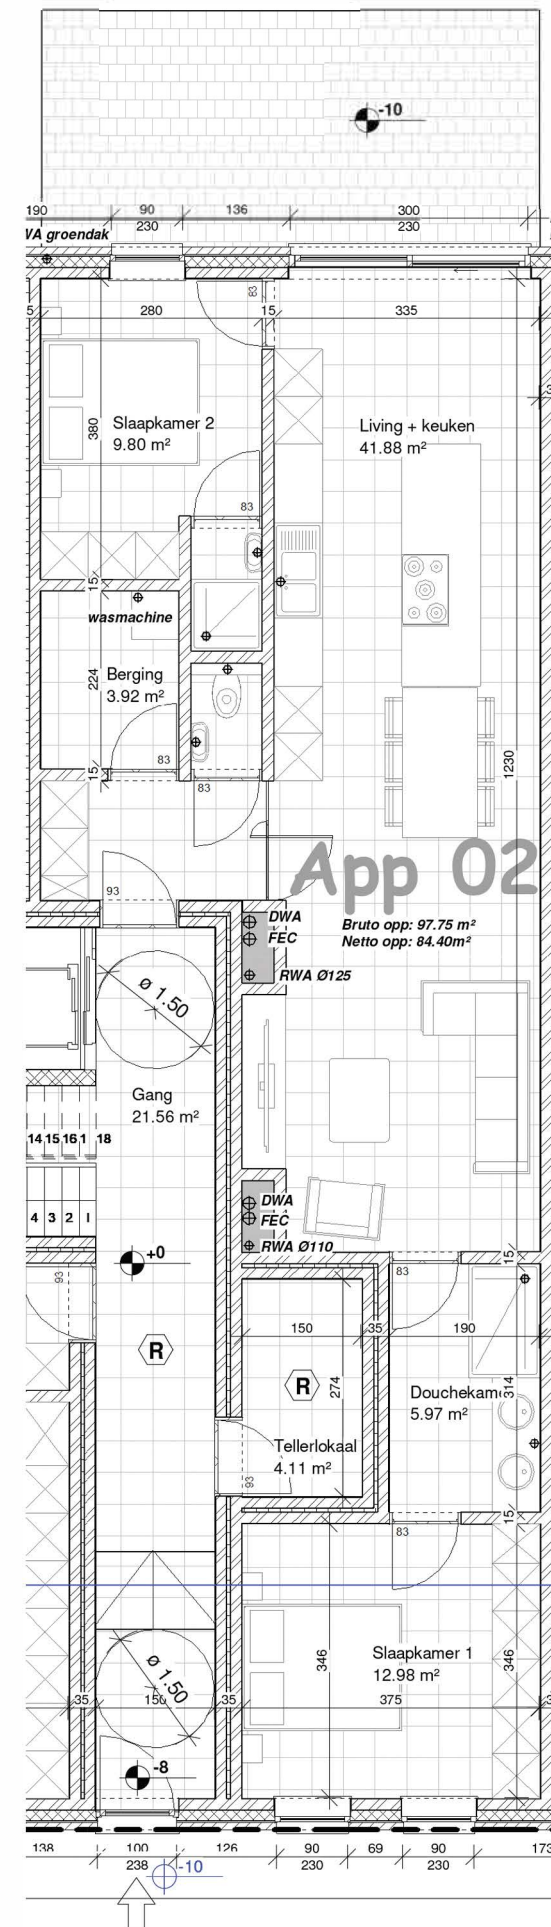 -10
190 90 136 300
230 230
WA groendak
83
5 280 15 335
Slaapkamer 2
9.80 m²
380
Living + keuken
41.88 m²
83
15
wasmachine
224
Berging
3.92 m²
83
15
83
1230
93
App 02
Bruto opp: 97.75 m²
Netto opp: 84.40m²
DWA
FEC
RWA Ø125
ø 1.50
Gang
21.56 m²
14 15 16 1 18
4 3 2 1
DWA
FEC
RWA Ø110
+0
93
15
83
150 35 190
R
R
274
314
Douchekame
5.97 m²
Tellerlokaal
4.11 m²
93
15
83
Slaapkamer 1
12.98 m²
346
346
ø 1.50
35 150 35 375
-8
138 100 126 90 69 90 173
238 230 230
-10